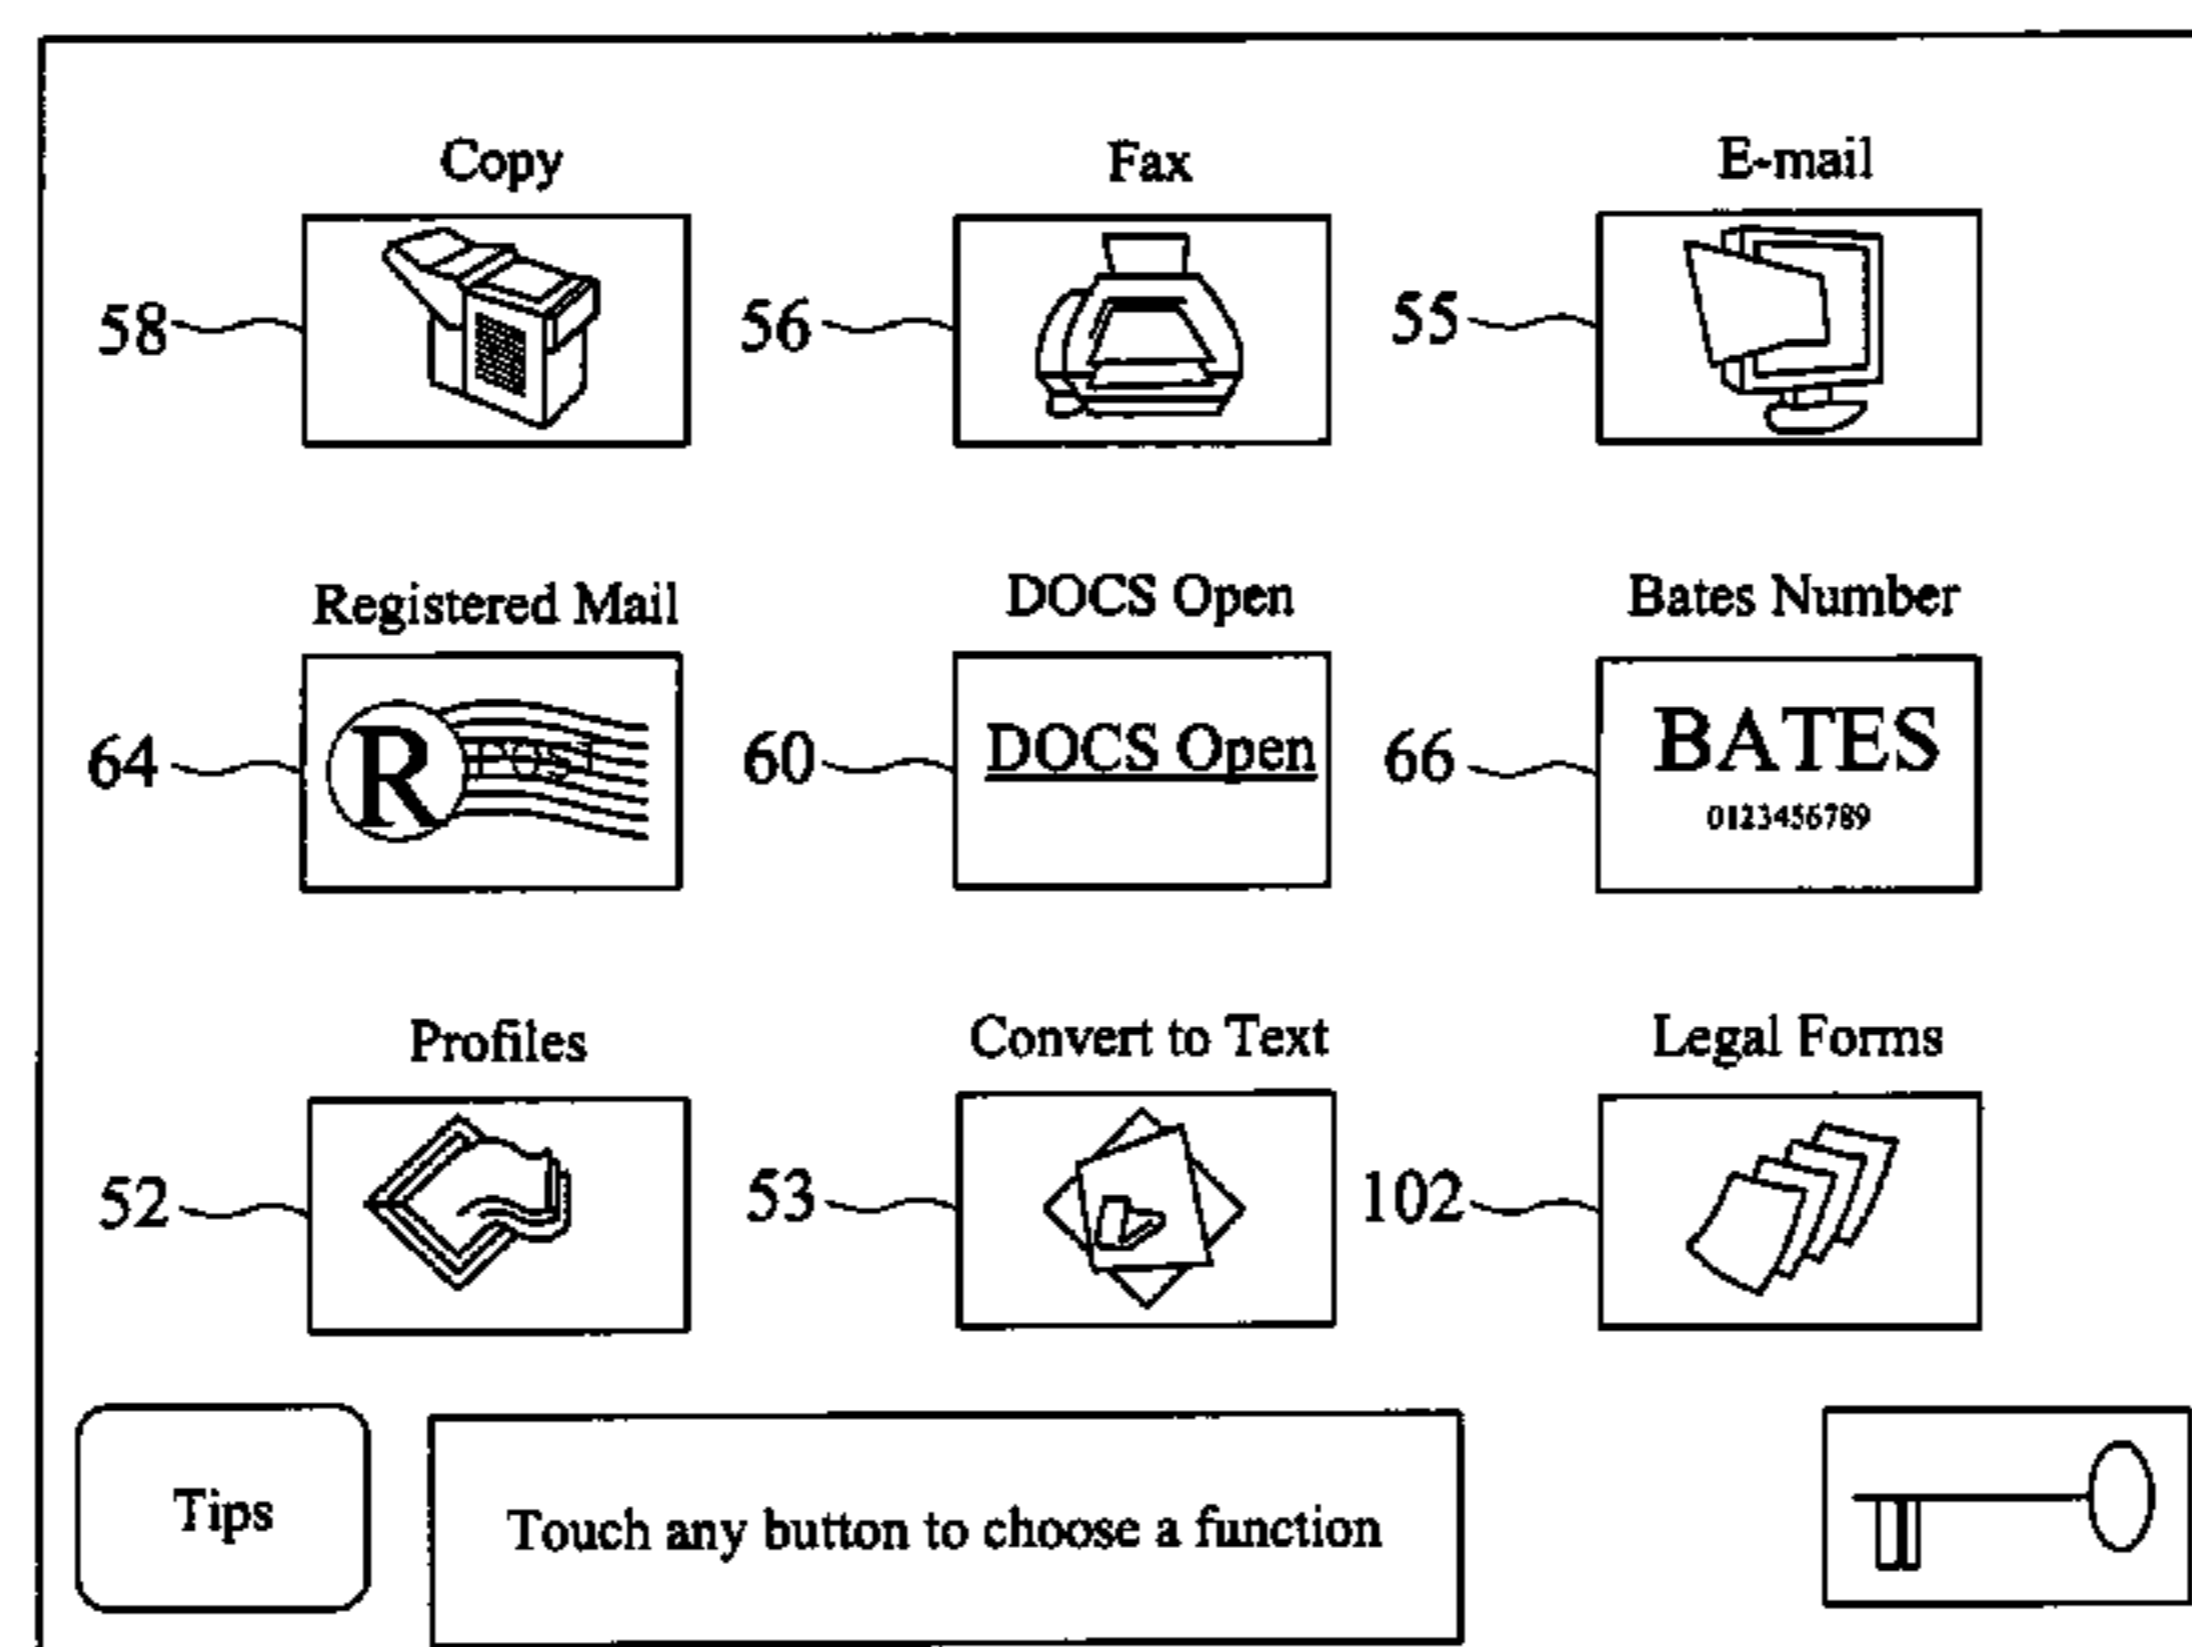 Copy Fax E-mail
58 56 55
Registered Mail DOCS Open Bates Number
64 R 60 DOCS Open 66 BATES
0123456789
Profiles Convert to Text Legal Forms
52 53 102
Tips Touch any button to choose a function